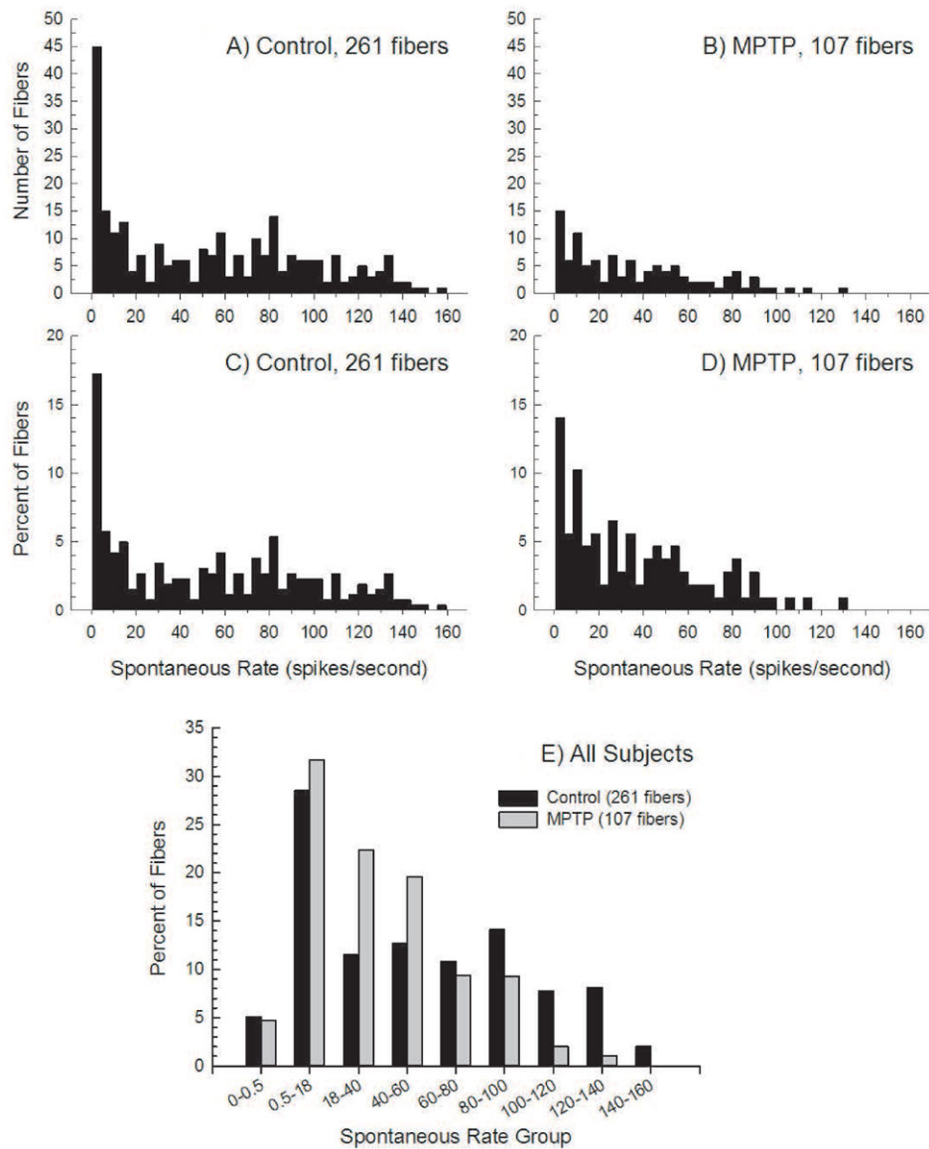 A) Control, 261 fibers
Number of Fibers
50
45
40
35
30
25
20
15
10
5
0
0 20 40 60 80 100 120 140 160
B) MPTP, 107 fibers
50
45
40
35
30
25
20
15
10
5
0
0 20 40 60 80 100 120 140 160
C) Control, 261 fibers
Percent of Fibers
20
15
10
5
0
0 20 40 60 80 100 120 140 160
Spontaneous Rate (spikes/second)
D) MPTP, 107 fibers
20
15
10
5
0
0 20 40 60 80 100 120 140 160
Spontaneous Rate (spikes/second)
E) All Subjects
Control (261 fibers)
MPTP (107 fibers)
Percent of Fibers
35
30
25
20
15
10
5
0
0-0.5 0.5-18 18-40 40-60 60-80 80-100 100-120 120-140 140-160
Spontaneous Rate Group